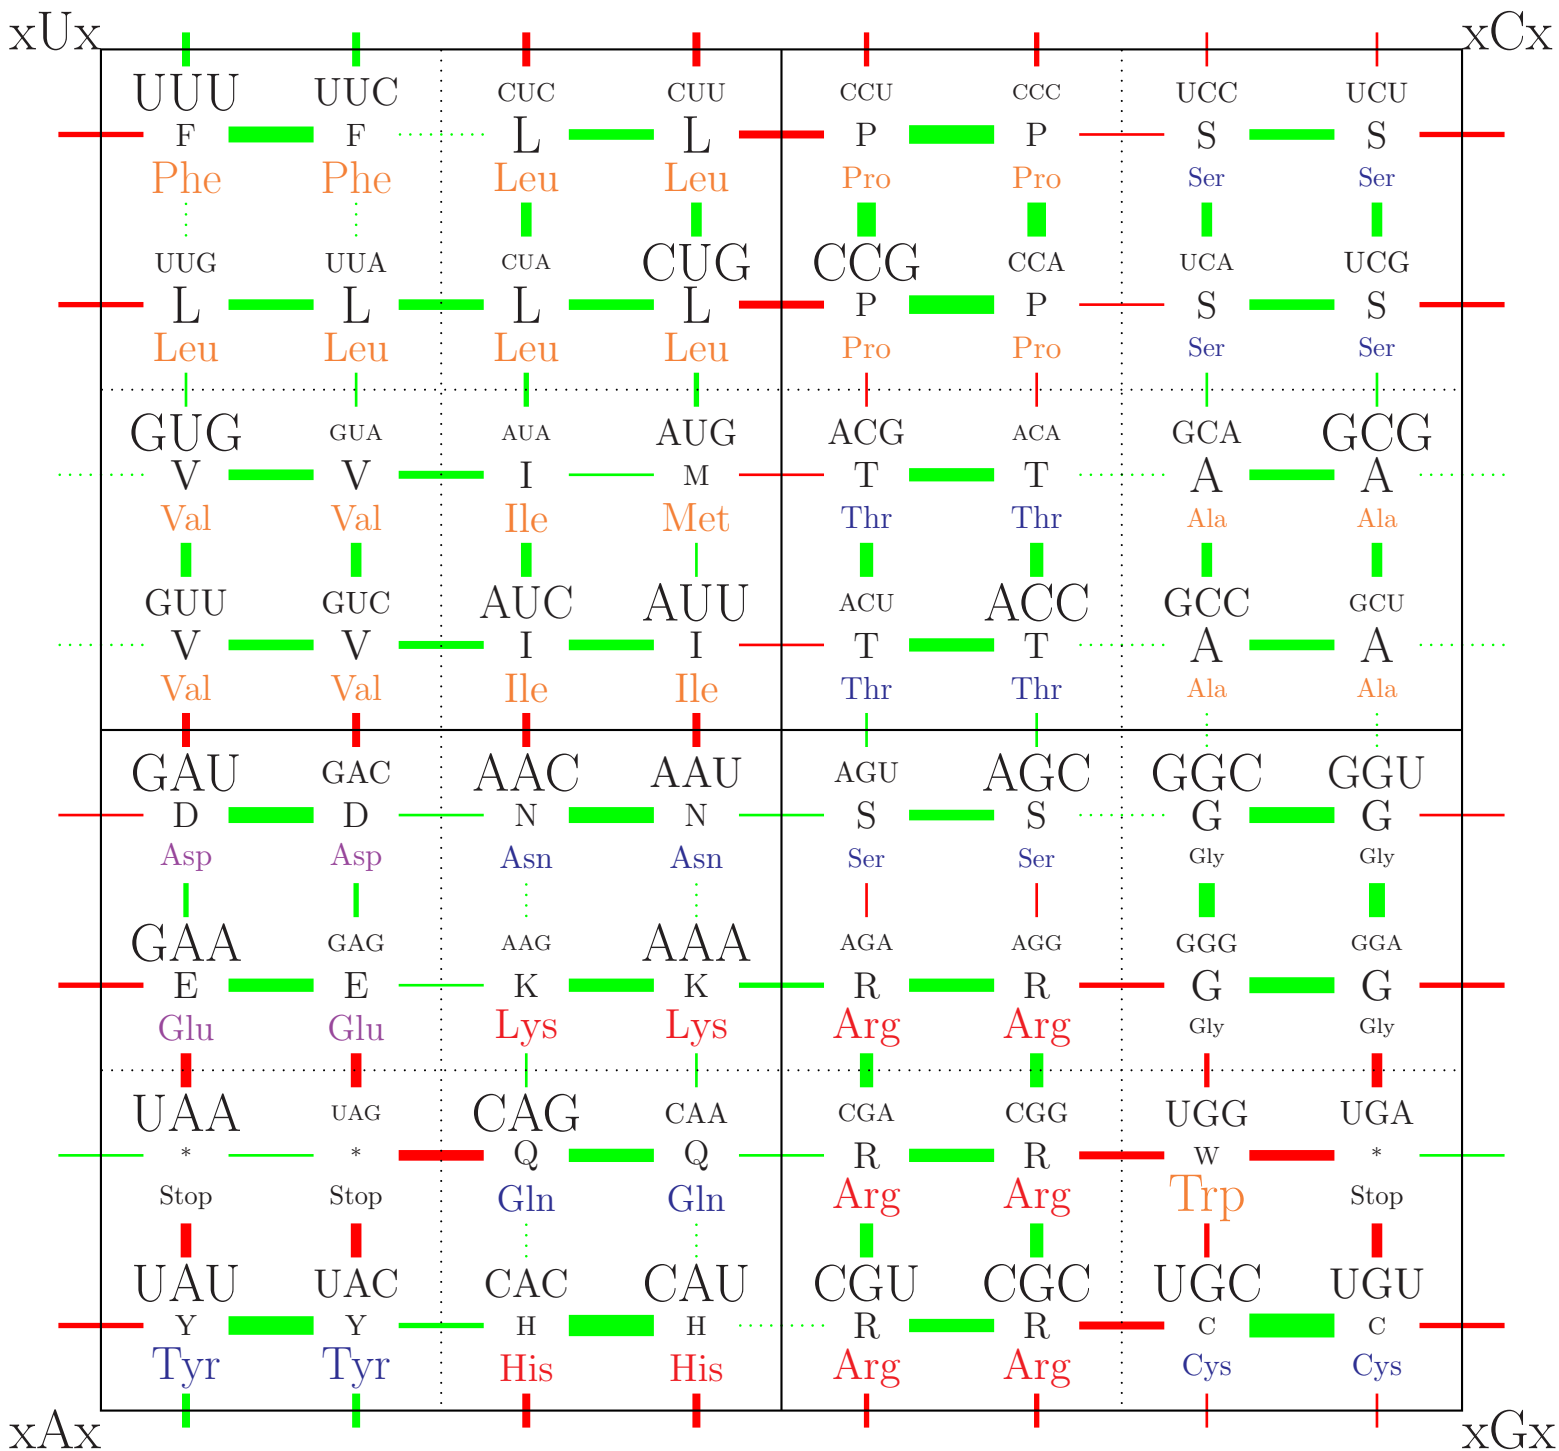 xUx xCx
UUU UUC CUC CUU CCU CCC UCC UCU
F F L L P P S S
Phe Phe Leu Leu Pro Pro Ser Ser
UUG UUA CUA CUG CCG CCA UCA UCG
L L L L P P S S
Leu Leu Leu Leu Pro Pro Ser Ser
GUG GUA AUA AUG ACG ACA GCA GCG
V V I M T T A A
Val Val Ile Met Thr Thr Ala Ala
GUU GUC AUC AUU ACU ACC GCC GCU
V V I I T T A A
Val Val Ile Ile Thr Thr Ala Ala
GAU GAC AAC AAU AGU AGC GGC GGU
D D N N S S G G
Asp Asp Asn Asn Ser Ser Gly Gly
GAA GAG AAG AAA AGA AGG GGG GGA
E E K K R R G G
Glu Glu Lys Lys Arg Arg Gly Gly
UAA UAG CAG CAA CGA CGG UGG UGA
* * Q Q R R W *
Stop Stop Gln Gln Arg Arg Trp Stop
UAU UAC CAC CAU CGU CGC UGC UGU
Y Y H H R R C C
Tyr Tyr His His Arg Arg Cys Cys
xAx xGx